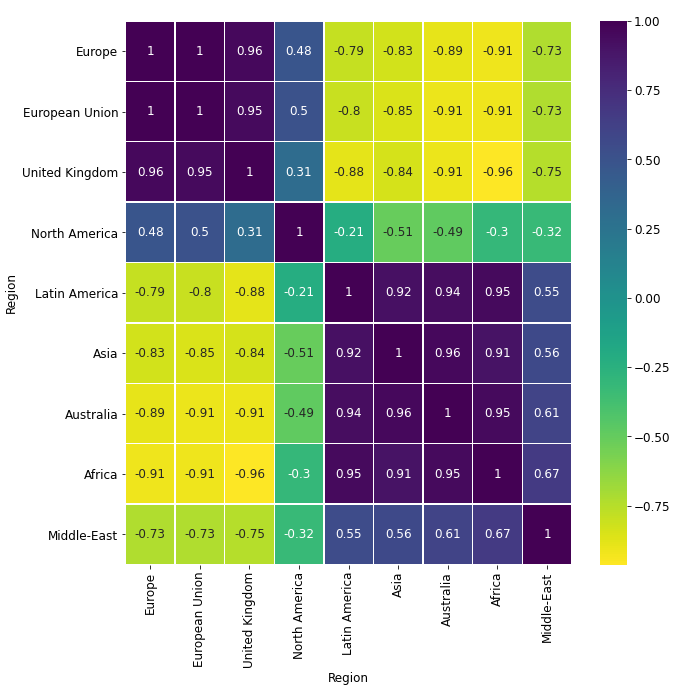 Europe 1 1 0.96 0.48 -0.79 -0.83 -0.89 -0.91 -0.73
European Union 1 1 0.95 0.5 -0.8 -0.85 -0.91 -0.91 -0.73
United Kingdom 0.96 0.95 1 0.31 -0.88 -0.84 -0.91 -0.96 -0.75
North America 0.48 0.5 0.31 1 -0.21 -0.51 -0.49 -0.3 -0.32
Latin America -0.79 -0.8 -0.88 -0.21 1 0.92 0.94 0.95 0.55
Asia -0.83 -0.85 -0.84 -0.51 0.92 1 0.96 0.91 0.56
Australia -0.89 -0.91 -0.91 -0.49 0.94 0.96 1 0.95 0.61
Africa -0.91 -0.91 -0.96 -0.3 0.95 0.91 0.95 1 0.67
Middle-East -0.73 -0.73 -0.75 -0.32 0.55 0.56 0.61 0.67 1
Region
Europe
European Union
United Kingdom
North America
Latin America
Asia
Australia
Africa
Middle-East
Region
1.00
0.75
0.50
0.25
0.00
−0.25
−0.50
−0.75